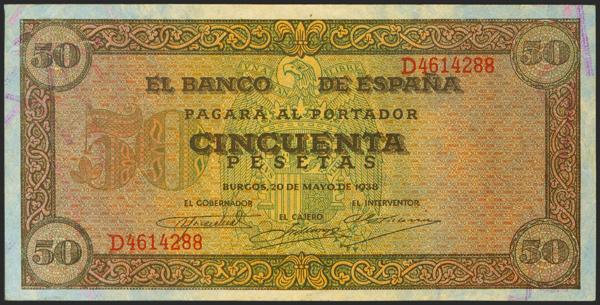 50 50
D4614288
EL BANCO DE ESPAÑA
PAGARÁ AL PORTADOR
50 CINCUENTA
PESETAS
BURGOS, 20 DE MAYO DE 1938
EL GOBERNADOR EL CAJERO EL INTERVENTOR
D4614288
50 50